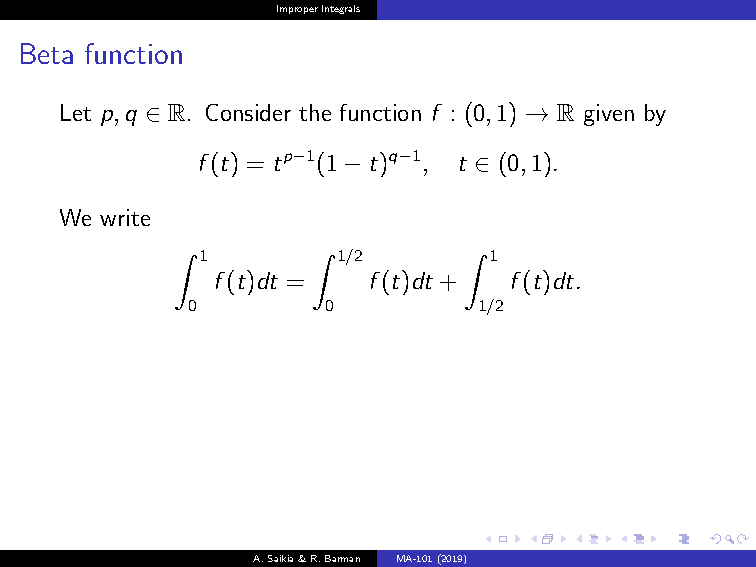 Improper Integrals
Beta function
Let p, q ∈ ℝ. Consider the function f : (0, 1) → ℝ given by
f(t) = t^{p−1}(1 − t)^{q−1}, t ∈ (0, 1).
We write
∫_0^1 f(t)dt = ∫_0^{1/2} f(t)dt + ∫_{1/2}^1 f(t)dt.
A. Saikia & R. Barman MA-101 (2019)